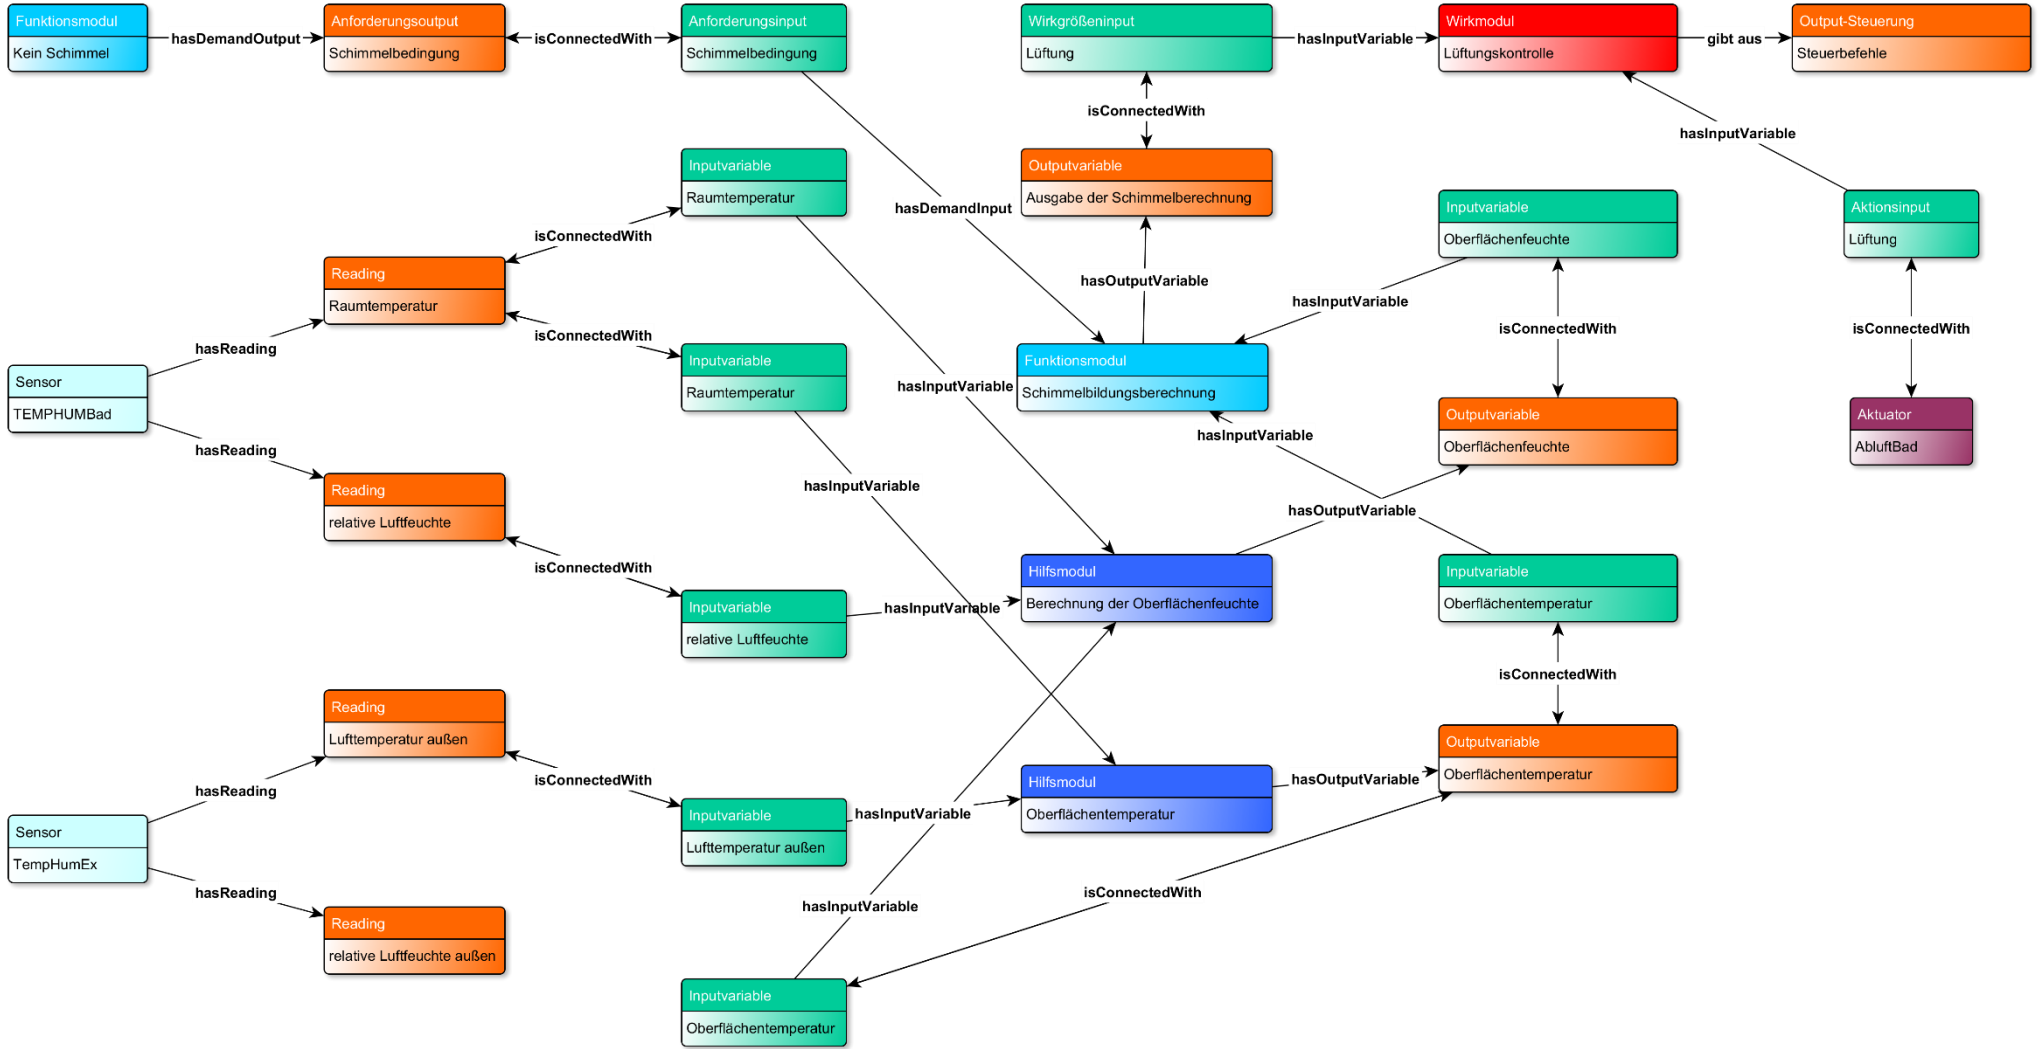 Funktionsmodul
Kein Schimmel
hasDemandOutput
Anforderungsoutput
Schimmelbedingung
isConnectedWith
Anforderungsinput
Schimmelbedingung
Wirkgrößeninput
Lüftung
hasInputVariable
Wirkmodul
Lüftungskontrolle
gibt aus
Output-Steuerung
Steuerbefehle
isConnectedWith
hasInputVariable
Inputvariable
Raumtemperatur
Outputvariable
Ausgabe der Schimmelberechnung
hasDemandInput
Inputvariable
Oberflächenfeuchte
Aktionsinput
Lüftung
isConnectedWith
Reading
Raumtemperatur
hasOutputVariable
hasInputVariable
isConnectedWith
isConnectedWith
isConnectedWith
hasReading
Inputvariable
Raumtemperatur
Funktionsmodul
Schimmelbildungsberechnung
Sensor
TEMPHUMBad
hasInputVariable
Outputvariable
Oberflächenfeuchte
Aktuator
AbluftBad
hasReading
hasInputVariable
hasInputVariable
Reading
relative Luftfeuchte
hasOutputVariable
isConnectedWith
Inputvariable
relative Luftfeuchte
hasInputVariable
Hilfsmodul
Berechnung der Oberflächenfeuchte
Inputvariable
Oberflächentemperatur
isConnectedWith
Reading
Lufttemperatur außen
isConnectedWith
hasReading
Hilfsmodul
Oberflächentemperatur
hasOutputVariable
Outputvariable
Oberflächentemperatur
Sensor
TempHumEx
Inputvariable
Lufttemperatur außen
hasInputVariable
hasReading
isConnectedWith
hasInputVariable
Reading
relative Luftfeuchte außen
Inputvariable
Oberflächentemperatur